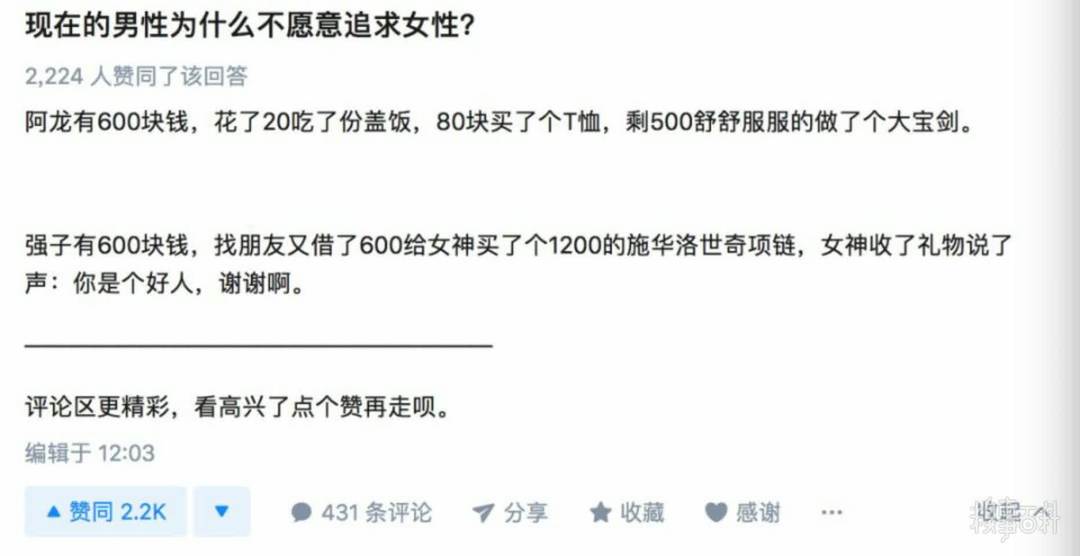 现在的男性为什么不愿意追求女性?
2,224 人赞同了该回答
阿龙有600块钱，花了20吃了份盖饭，80块买了个T恤，剩500舒舒服服的做了个大宝剑。
强子有600块钱，找朋友又借了600给女神买了个1200的施华洛世奇项链，女神收了礼物说了
声：你是个好人，谢谢啊。
评论区更精彩，看高兴了点个赞再走呗。
编辑于 12:03
赞同 2.2K
431 条评论
分享
收藏
感谢
收起